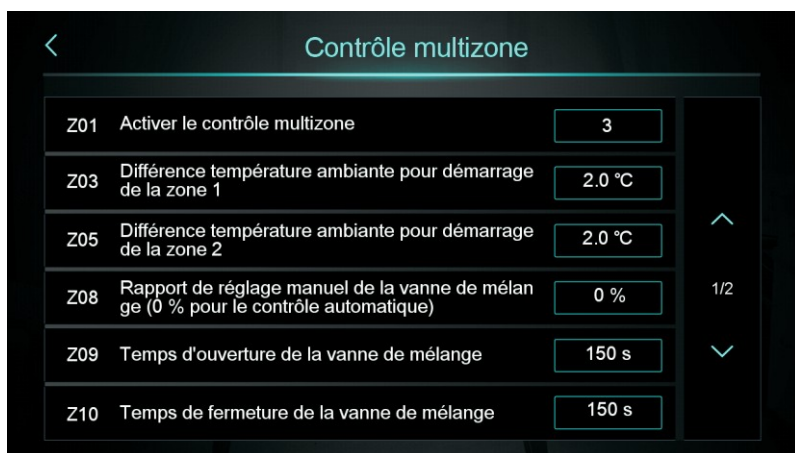 Contrôle multizone
Z01 Activer le contrôle multizone 3
Z03 Différence température ambiante pour démarrage
de la zone 1 2.0 ℃
Z05 Différence température ambiante pour démarrage
de la zone 2 2.0 ℃
Z08 Rapport de réglage manuel de la vanne de mélan
ge (0 % pour le contrôle automatique) 0 %
Z09 Temps d'ouverture de la vanne de mélange 150 s
Z10 Temps de fermeture de la vanne de mélange 150 s
1/2